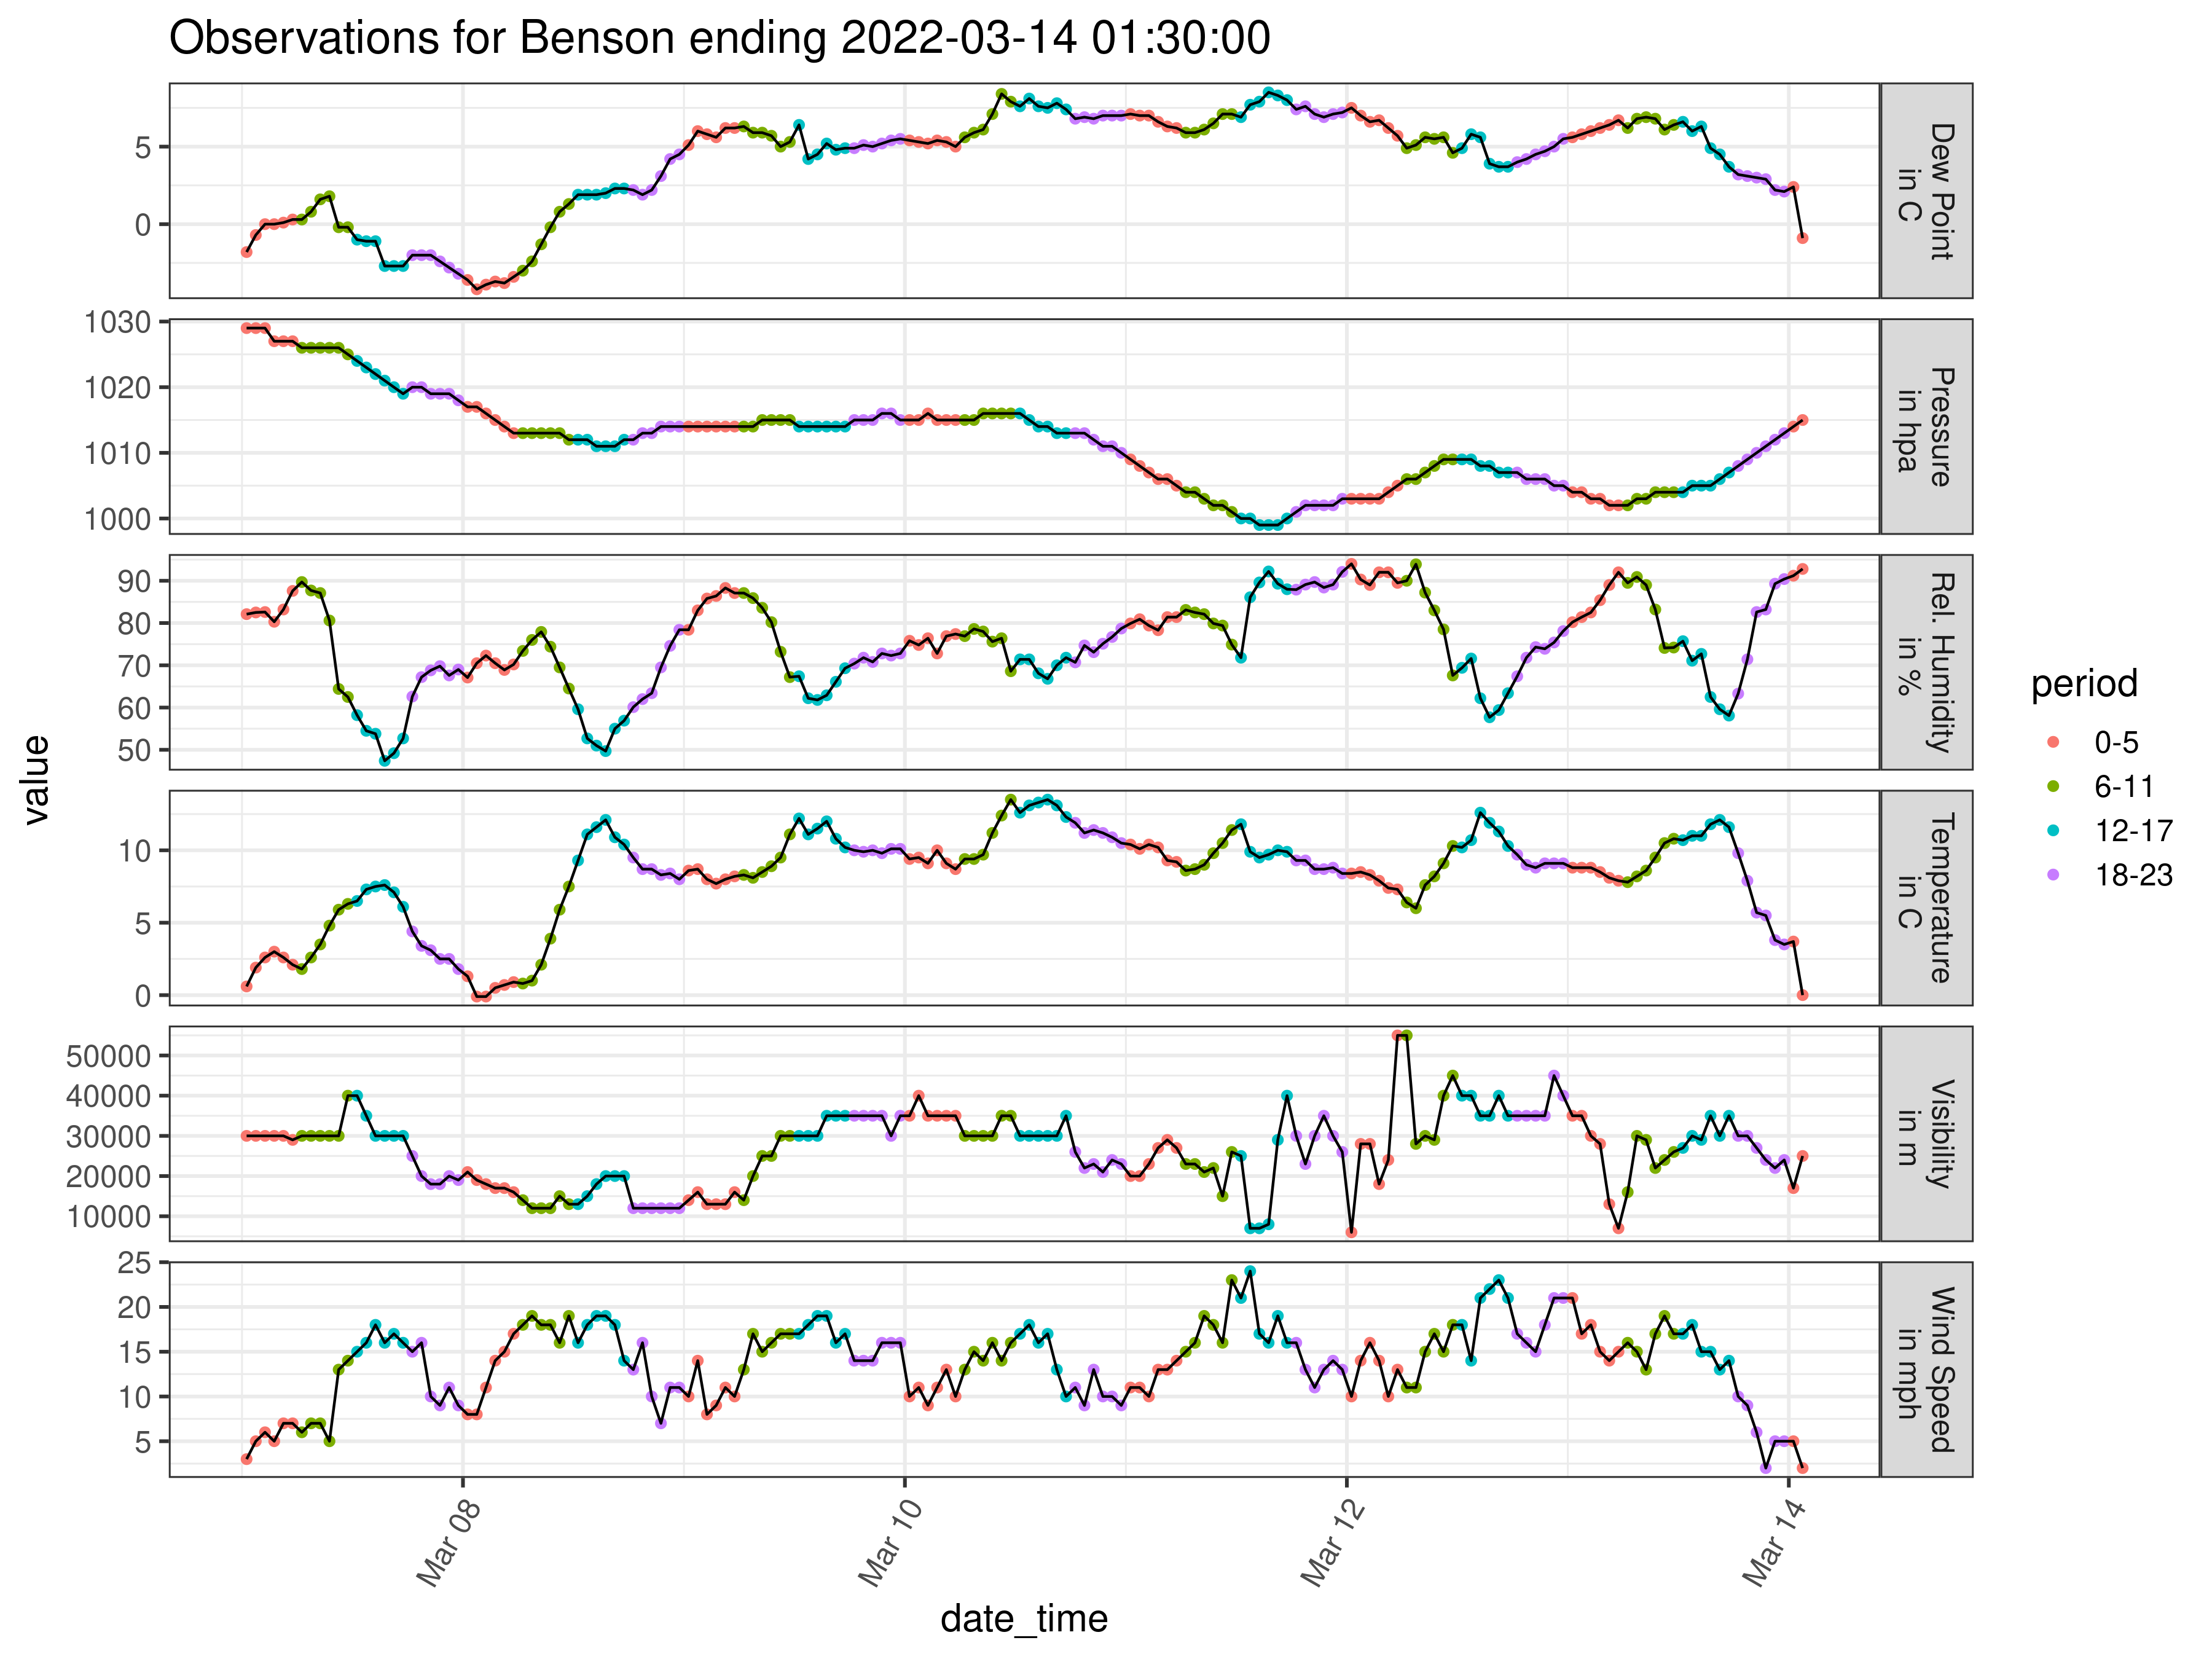 Observations for Benson ending 2022-03-14 01:30:00
value
5
0
Dew Point
in C
1030
1020
1010
1000
Pressure
in hpa
90
80
70
60
50
Rel. Humidity
in %
10
5
0
Temperature
in C
50000
40000
30000
20000
10000
Visibility
in m
25
20
15
10
5
Wind Speed
in mph
Mar 08
Mar 10
Mar 12
Mar 14
date_time
period
0-5
6-11
12-17
18-23